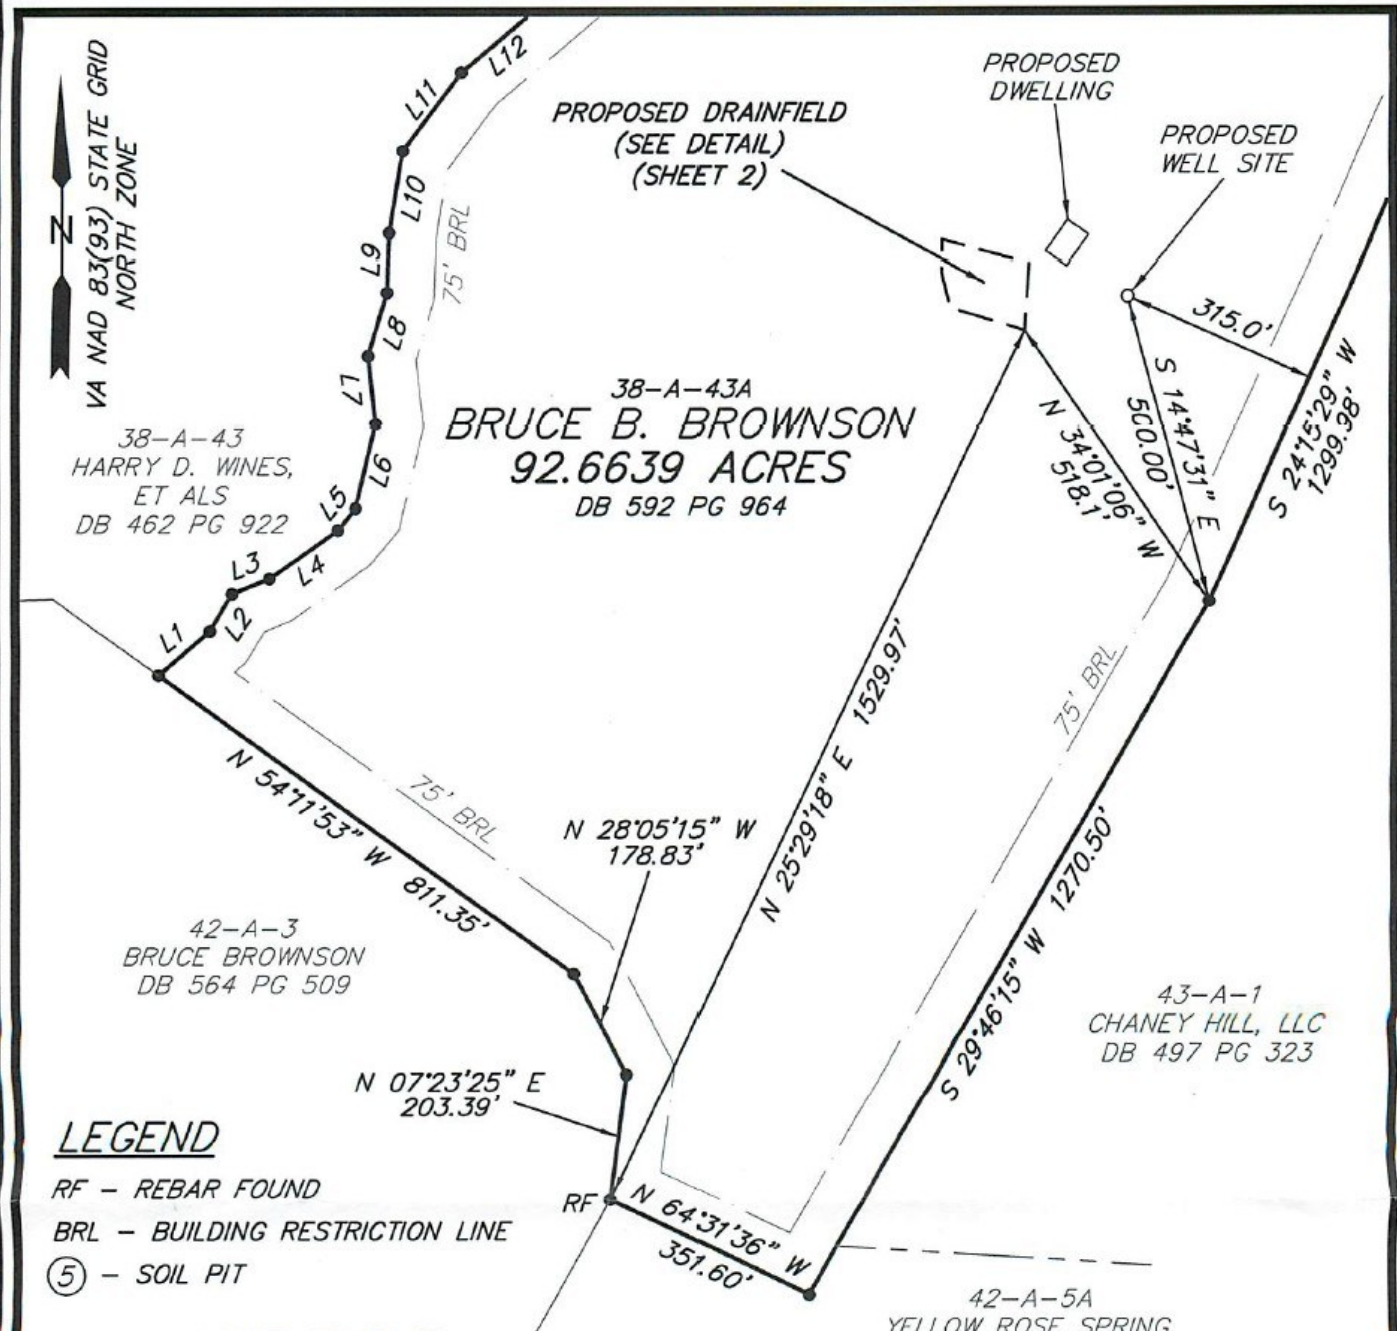 VA NAD 83(93) STATE GRID
NORTH ZONE
N
L12
L11
L10
L9
L8
L7
L6
L5
L4
L3
L2
L1
75' BRL
PROPOSED DRAINFIELD
(SEE DETAIL)
(SHEET 2)
PROPOSED
DWELLING
PROPOSED
WELL SITE
315.0'
S 14°47'31" E
500.00'
N 34°01'06" W
518.1'
S 24°15'29" W
1299.98'
38-A-43A
BRUCE B. BROWNSON
92.6639 ACRES
DB 592 PG 964
38-A-43
HARRY D. WINES,
ET ALS
DB 462 PG 922
N 25°29'18" E 1529.97'
75' BRL
S 29°46'15" W 1270.50'
75' BRL
N 54°11'53" W 811.35'
N 28°05'15" W
178.83'
42-A-3
BRUCE BROWNSON
DB 564 PG 509
43-A-1
CHANEY HILL, LLC
DB 497 PG 323
N 07°23'25" E
203.39'
RF
N 64°31'36" W
351.60'
LEGEND
RF - REBAR FOUND
BRL - BUILDING RESTRICTION LINE
5 - SOIL PIT
42-A-5A
YELLOW ROSE SPRING